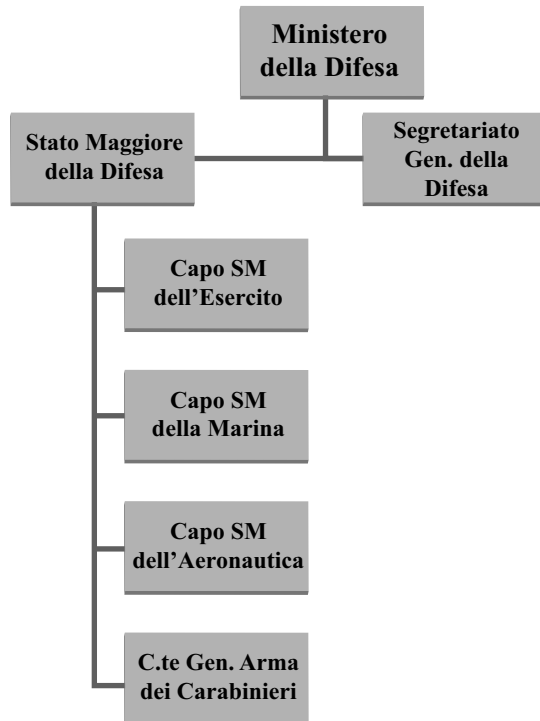 Ministero
della Difesa
Stato Maggiore
della Difesa
Segretariato
Gen. della
Difesa
Capo SM
dell’Esercito
Capo SM
della Marina
Capo SM
dell’Aeronautica
C.te Gen. Arma
dei Carabinieri